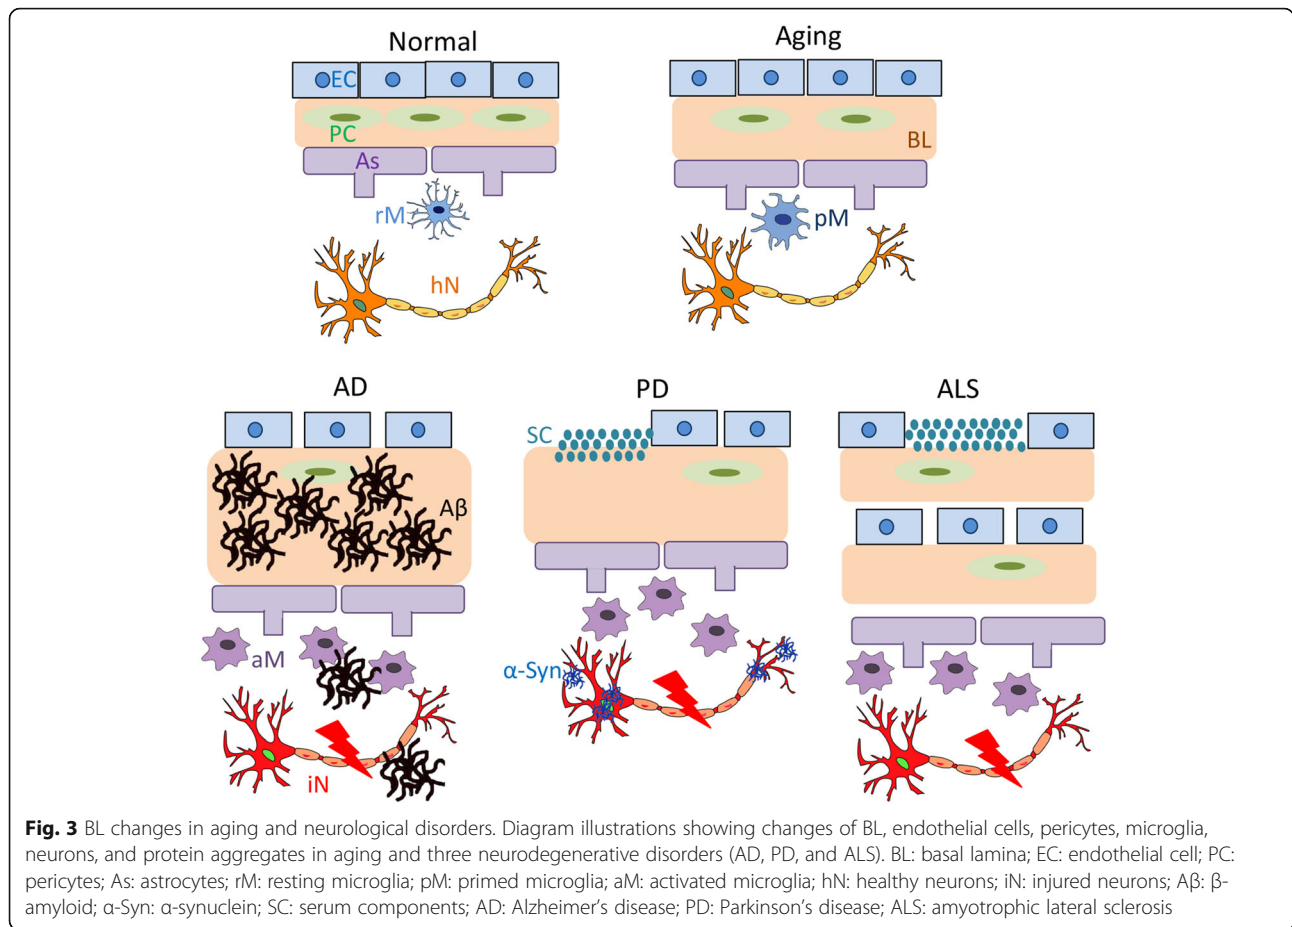 Normal
Aging
EC
PC
BL
As
rM
pM
hN
AD
PD
ALS
SC
Aβ
aM
α-Syn
iN
Fig. 3 BL changes in aging and neurological disorders. Diagram illustrations showing changes of BL, endothelial cells, pericytes, microglia,
neurons, and protein aggregates in aging and three neurodegenerative disorders (AD, PD, and ALS). BL: basal lamina; EC: endothelial cell; PC:
pericytes; As: astrocytes; rM: resting microglia; pM: primed microglia; aM: activated microglia; hN: healthy neurons; iN: injured neurons; Aβ: β-
amyloid; α-Syn: α-synuclein; SC: serum components; AD: Alzheimer’s disease; PD: Parkinson’s disease; ALS: amyotrophic lateral sclerosis